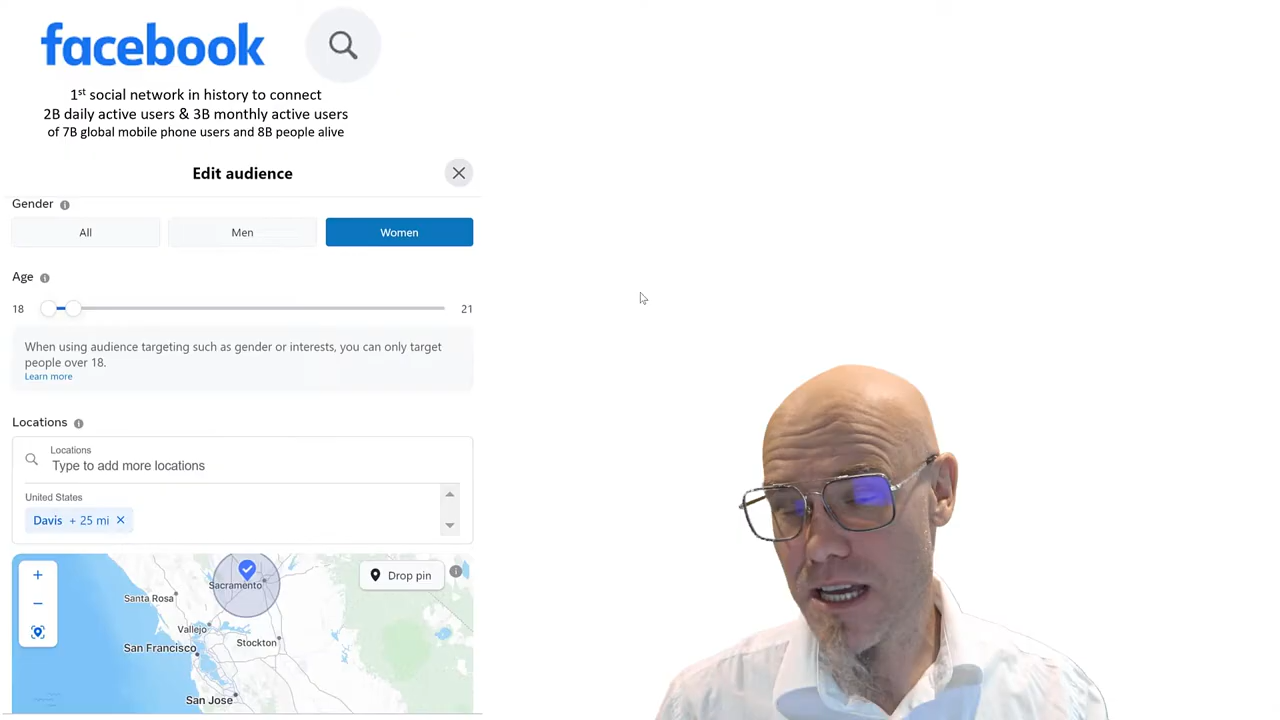 facebook
1st social network in history to connect
2B daily active users & 3B monthly active users
of 7B global mobile phone users and 8B people alive
Edit audience
Gender
All
Men
Women
Age
18
21
When using audience targeting such as gender or interests, you can only target
people over 18.
Learn more
Locations
Locations
Type to add more locations
United States
Davis + 25 mi
Drop pin
Sacramento
Santa Rosa
Vallejo
Stockton
San Francisco
San Jose